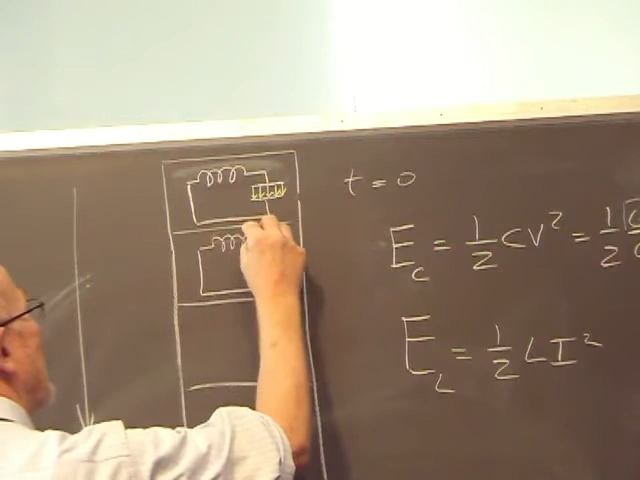 t = 0
E_C = 1/2 CV² = 1/2
E_L = 1/2 LI²